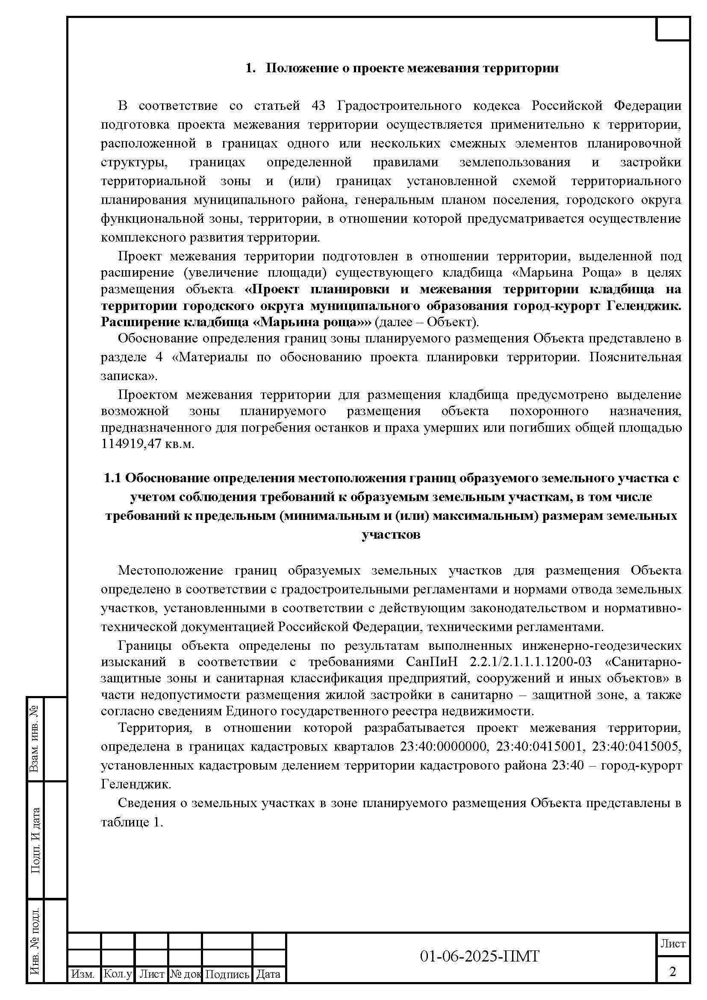 1. Положение о проекте межевания территории
В соответствие со статьей 43 Градостроительного кодекса Российской Федерации
подготовка проекта межевания территории осуществляется применительно к территории,
расположенной в границах одного или нескольких смежных элементов планировочной
структуры, границах определенной правилами землепользования и застройки
территориальной зоны и (или) границах установленной схемой территориального
планирования муниципального района, генеральным планом поселения, городского округа
функциональной зоны, территории, в отношении которой предусматривается осуществление
комплексного развития территории.
Проект межевания территории подготовлен в отношении территории, выделенной под
расширение (увеличение площади) существующего кладбища «Марьина Роща» в целях
размещения объекта «Проект планировки и межевания территории кладбища на
территории городского округа муниципального образования город-курорт Геленджик.
Расширение кладбища «Марьина роща»» (далее – Объект).
Обоснование определения границ зоны планируемого размещения Объекта представлено в
разделе 4 «Материалы по обоснованию проекта планировки территории. Пояснительная
записка».
Проектом межевания территории для размещения кладбища предусмотрено выделение
возможной зоны планируемого размещения объекта похоронного назначения,
предназначенного для погребения останков и праха умерших или погибших общей площадью
114919,47 кв.м.
1.1 Обоснование определения местоположения границ образуемого земельного участка с
учетом соблюдения требований к образуемым земельным участкам, в том числе
требований к предельным (минимальным и (или) максимальным) размерам земельных
участков
Местоположение границ образуемых земельных участков для размещения Объекта
определено в соответствии с градостроительными регламентами и нормами отвода земельных
участков, установленными в соответствии с действующим законодательством и нормативно-
технической документацией Российской Федерации, техническими регламентами.
Границы объекта определены по результатам выполненных инженерно-геодезических
изысканий в соответствии с требованиями СанПиН 2.2.1/2.1.1.1.1200-03 «Санитарно-
защитные зоны и санитарная классификация предприятий, сооружений и иных объектов» в
части недопустимости размещения жилой застройки в санитарно – защитной зоне, а также
согласно сведениям Единого государственного реестра недвижимости.
Территория, в отношении которой разрабатывается проект межевания территории,
определена в границах кадастровых кварталов 23:40:0000000, 23:40:0415001, 23:40:0415005,
установленных кадастровым делением территории кадастрового района 23:40 – город-курорт
Геленджик.
Сведения о земельных участках в зоне планируемого размещения Объекта представлены в
таблице 1.
Взам. инв. №
Подп. И дата
Инв. № подл.
Изм. Кол.у Лист № док Подпись Дата
01-06-2025-ПМТ
Лист
2